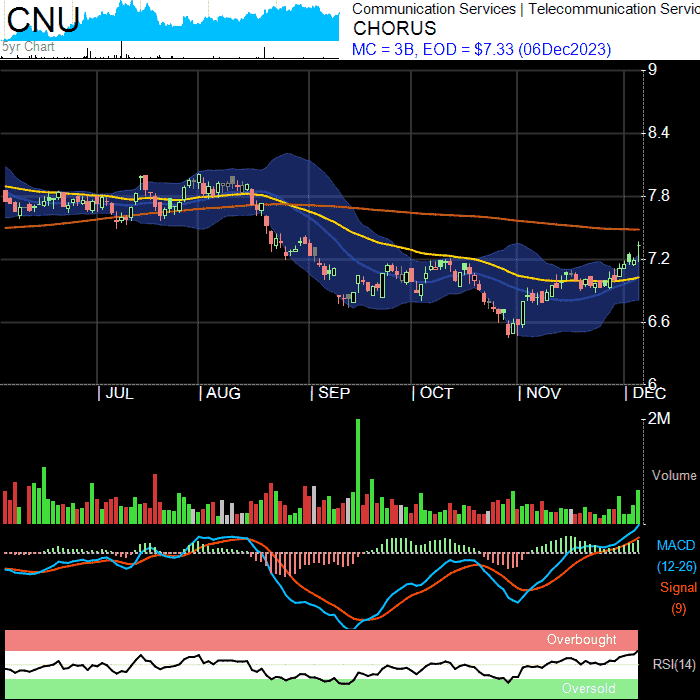 CNU
5yr Chart
Communication Services | Telecommunication Servic
CHORUS
MC = 3B, EOD = $7.33 (06Dec2023)
9
8.4
7.8
7.2
6.6
6
JUL
AUG
SEP
OCT
NOV
DEC
2M
Volume
MACD
(12-26)
Signal
(9)
Overbought
RSI(14)
Oversold